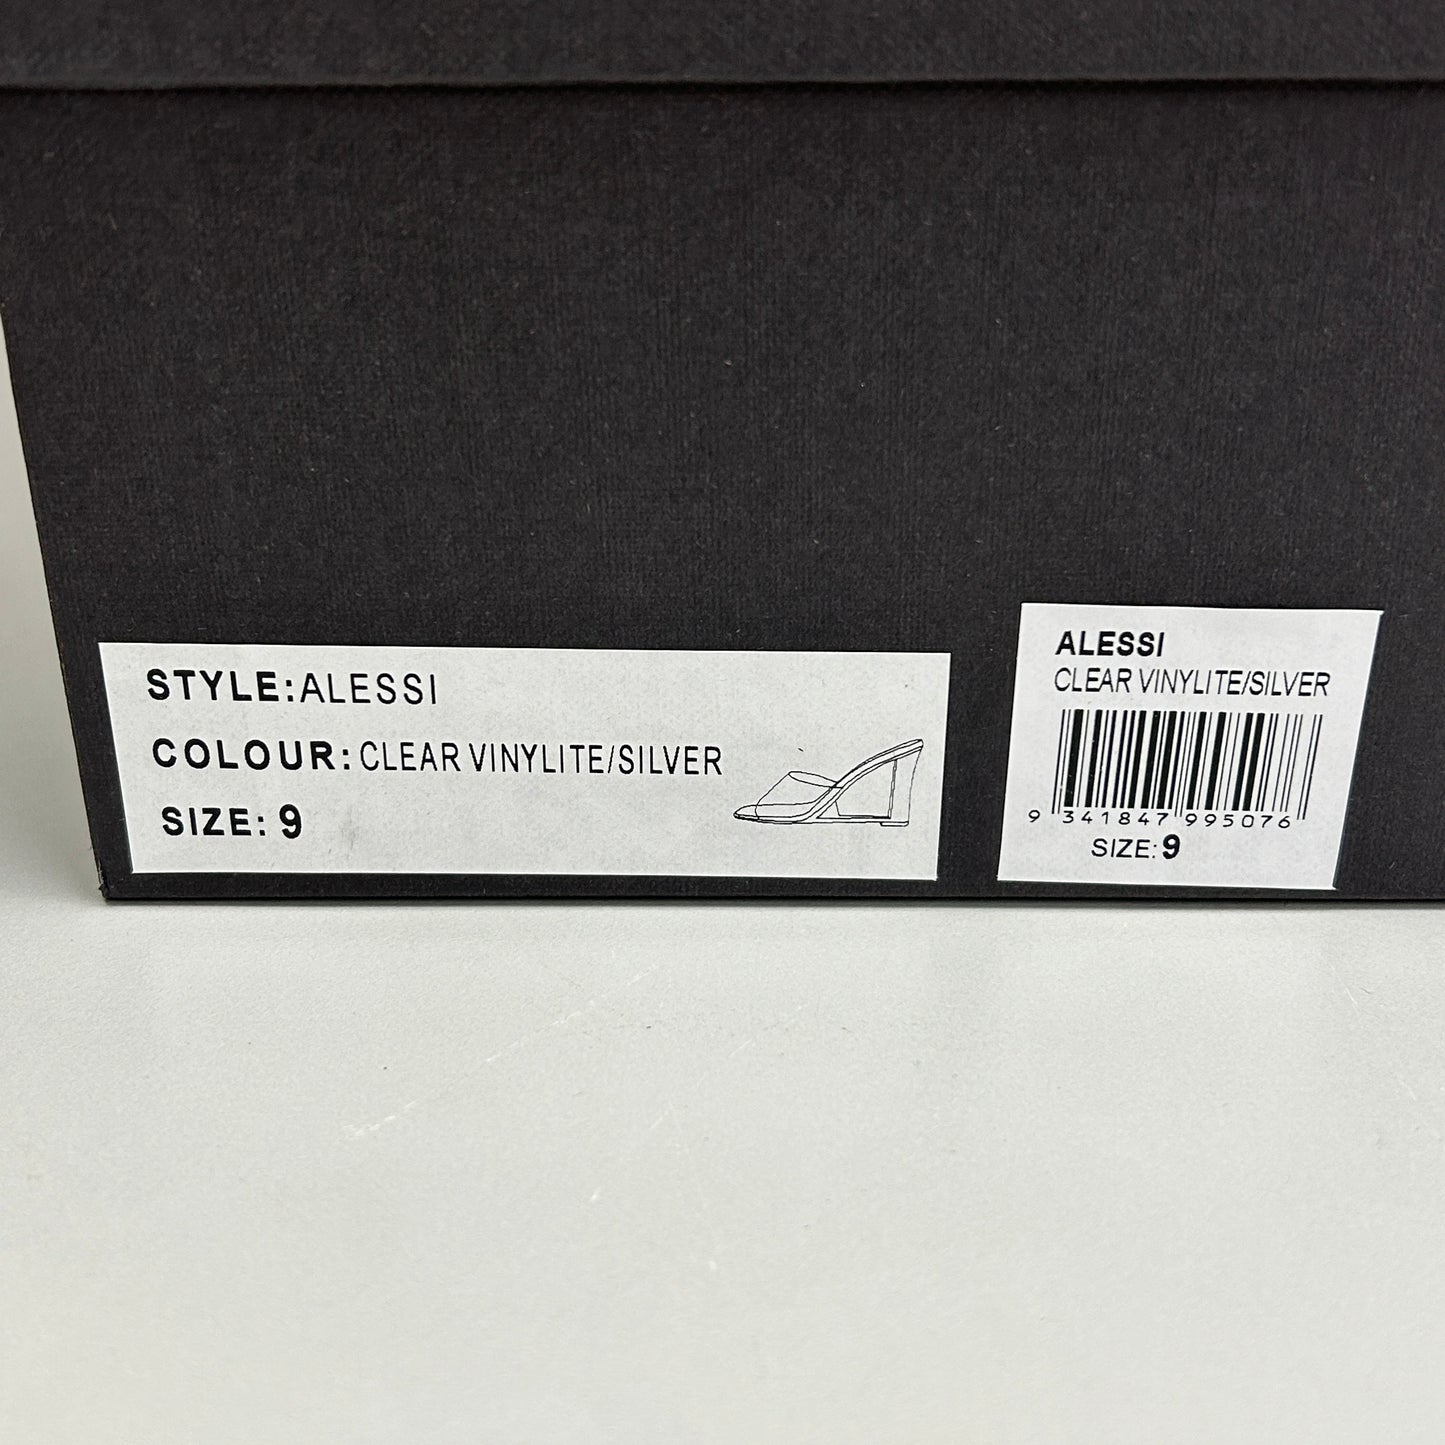 STYLE:ALESSI
COLOUR:CLEAR VINYLITE/SILVER
SIZE: 9
ALESSI
CLEAR VINYLITE/SILVER
9 341847 995076
SIZE: 9